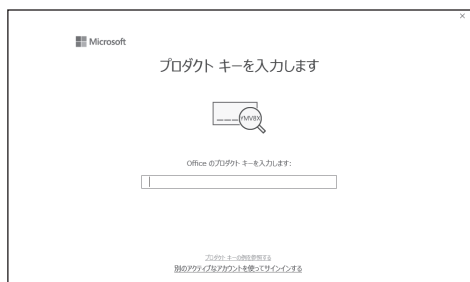 ×
Microsoft
プロダクト キーを入力します
YMV8X
Office のプロダクト キーを入力します:
プロダクト キーの例を参照する
別のアクティブなアカウントを使ってサインインする